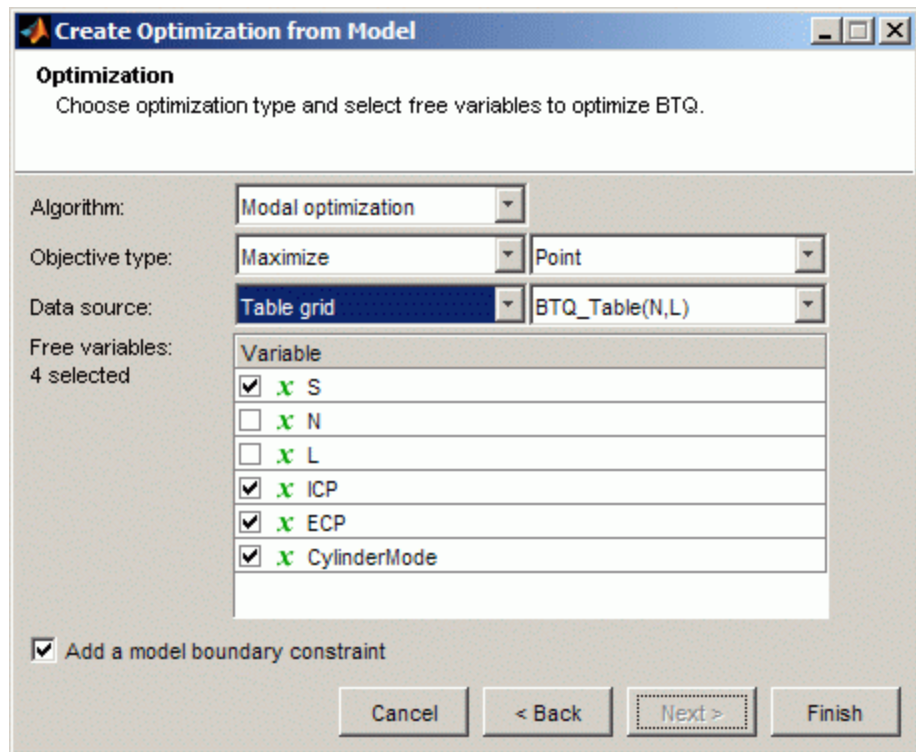 Create Optimization from Model
Optimization
Choose optimization type and select free variables to optimize BTQ.
Algorithm: Modal optimization
Objective type: Maximize Point
Data source: Table grid BTQ_Table(N,L)
Free variables:
4 selected
Variable
x S
x N
x L
x ICP
x ECP
x CylinderMode
Add a model boundary constraint
Cancel < Back Next > Finish